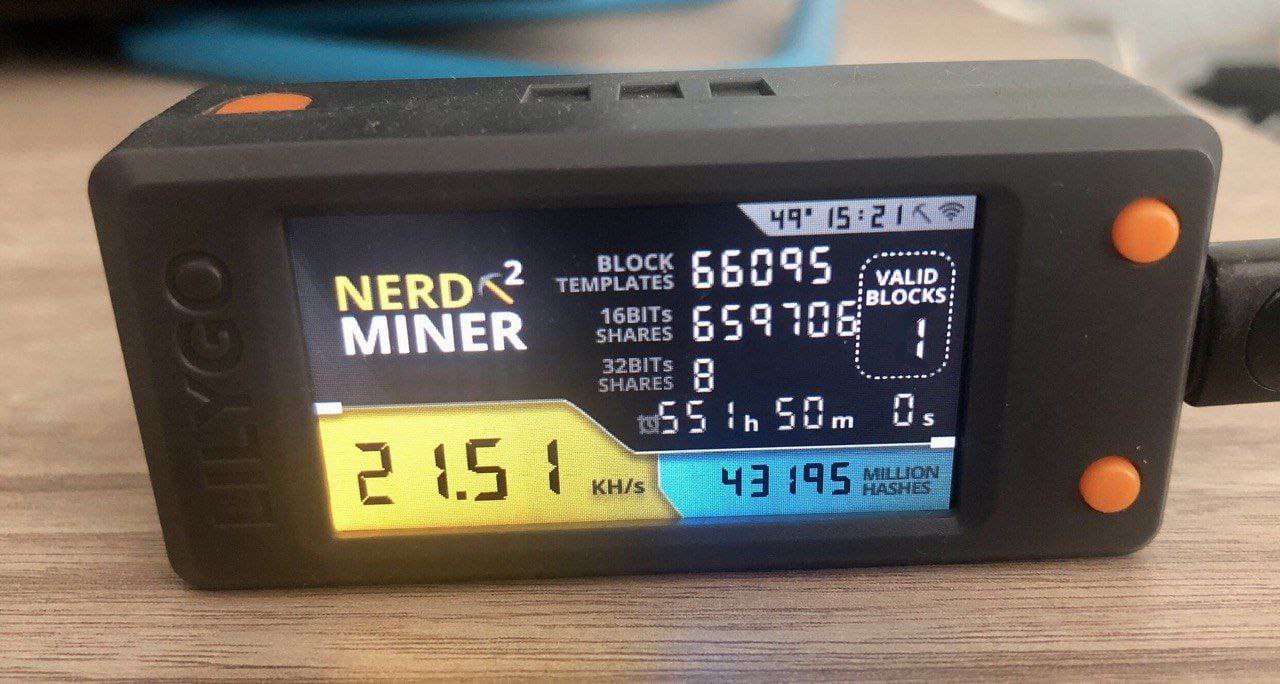 LILYGO
49° 15:21
NERD 2
MINER
BLOCK
TEMPLATES 66095
16BITs
SHARES 659706
32BITs
SHARES 8
VALID
BLOCKS
1
551h 50m 0s
21.51 KH/s
43195 MILLION
HASHES